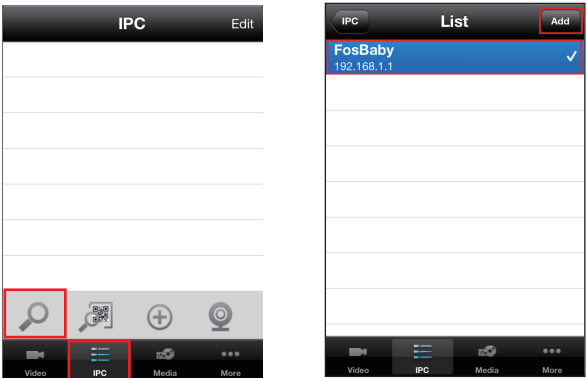 IPC Edit
Video IPC Media More
IPC List Add
FosBaby
192.168.1.1
Video IPC Media More